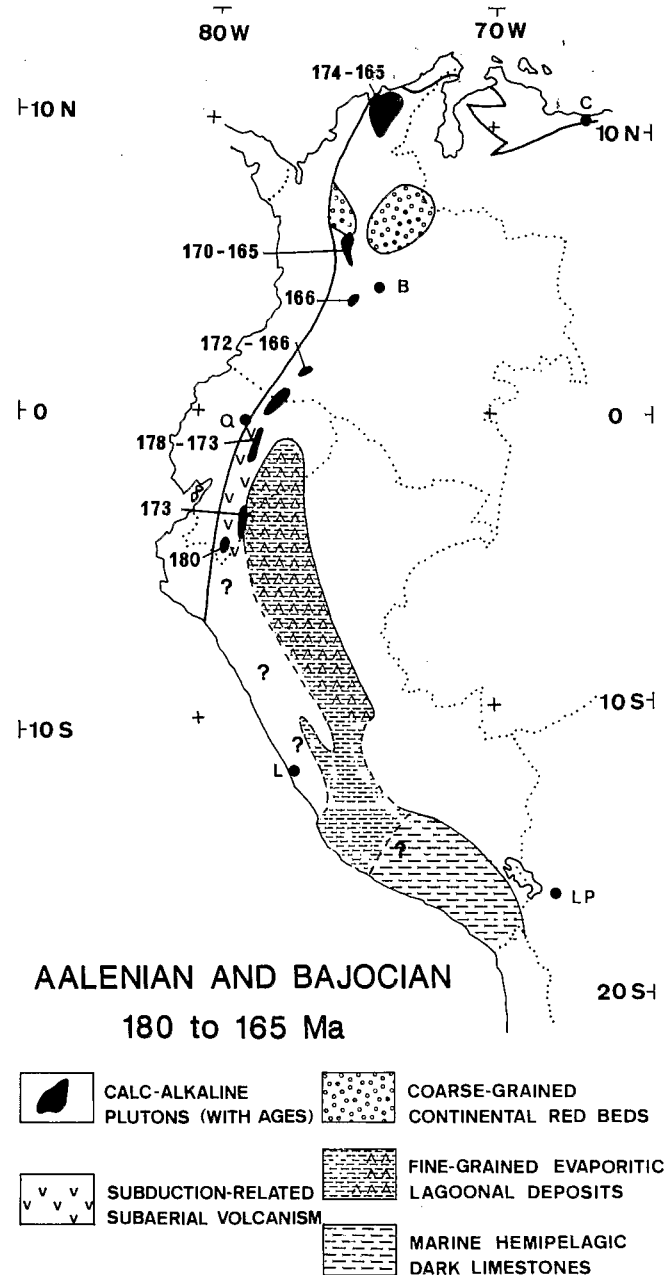 80 W
70 W
174-165
10 N
C
10 N
170-165
B
166
172-166
0
Q
0
178-173
173
180
?
?
10 S
10 S
?
L
?
LP
AALENIAN AND BAJOCIAN
20 S
180 to 165 Ma
CALC-ALKALINE
PLUTONS (WITH AGES)
COARSE-GRAINED
CONTINENTAL RED BEDS
SUBDUCTION-RELATED
SUBAERIAL VOLCANISM
FINE-GRAINED EVAPORITIC
LAGOONAL DEPOSITS
MARINE HEMIPELAGIC
DARK LIMESTONES